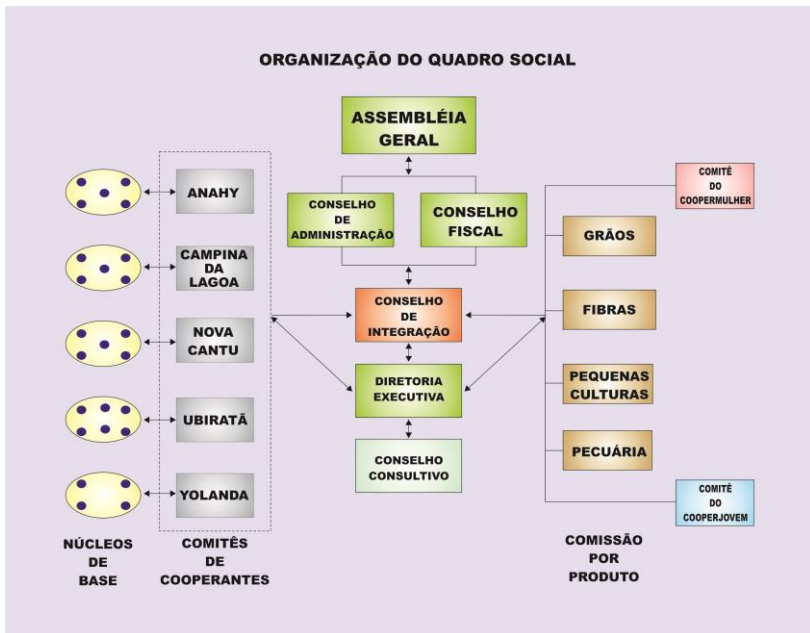 ORGANIZAÇÃO DO QUADRO SOCIAL
ASSEMBLÉIA
GERAL
CONSELHO
DE
ADMINISTRAÇÃO
CONSELHO
FISCAL
CONSELHO
DE
INTEGRAÇÃO
DIRETORIA
EXECUTIVA
CONSELHO
CONSULTIVO
ANAHY
CAMPINA
DA
LAGOA
NOVA
CANTU
UBIRATÃ
YOLANDA
NÚCLEOS
DE
BASE
COMITÊS
DE
COOPERANTES
COMITÊ
DO
COOPERMULHER
GRÃOS
FIBRAS
PEQUENAS
CULTURAS
PECUÁRIA
COMITÊ
DO
COOPERJOVEM
COMISSÃO
POR
PRODUTO